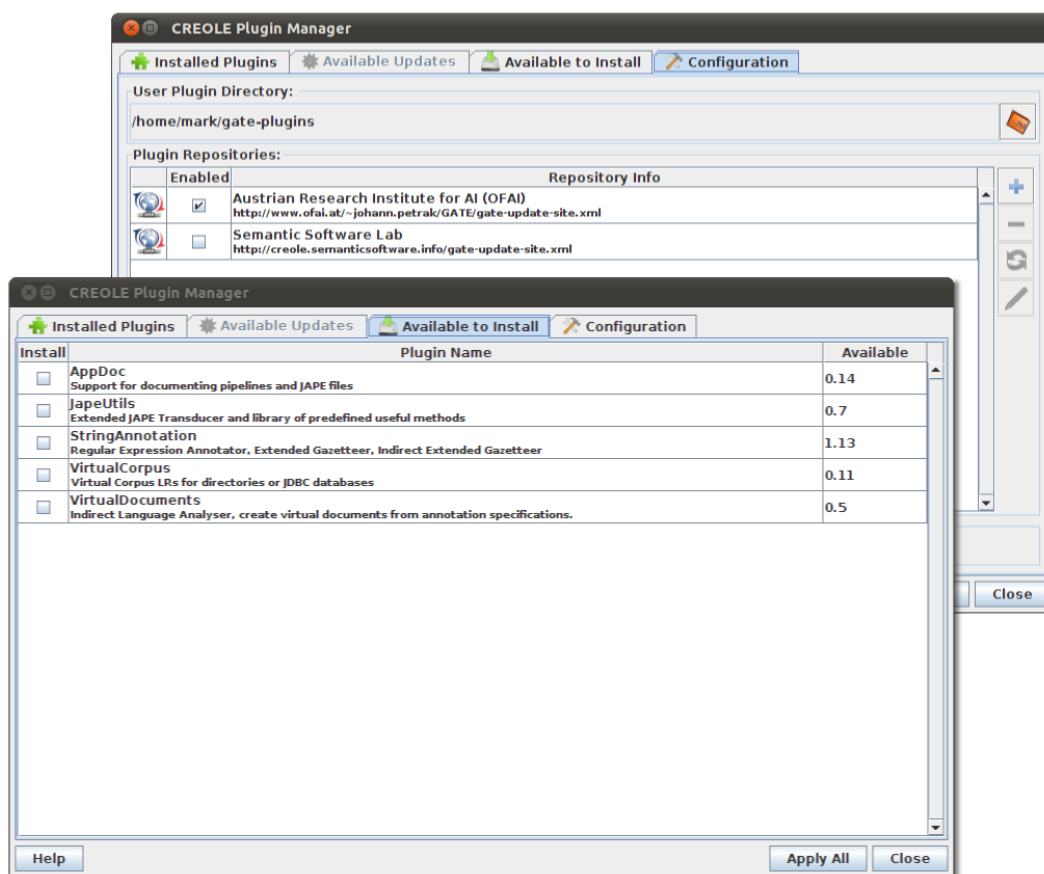 CREOLE Plugin Manager
Installed Plugins Available Updates Available to Install Configuration
User Plugin Directory:
/home/mark/gate-plugins
Plugin Repositories:
Enabled Repository Info
Austrian Research Institute for AI (OFAI)
http://www.ofai.at/~johann.petrak/GATE/gate-update-site.xml
Semantic Software Lab
http://creole.semanticsoftware.info/gate-update-site.xml
Close
CREOLE Plugin Manager
Installed Plugins Available Updates Available to Install Configuration
Install Plugin Name Available
AppDoc
Support for documenting pipelines and JAPE files
0.14
JapeUtils
Extended JAPE Transducer and library of predefined useful methods
0.7
StringAnnotation
Regular Expression Annotator, Extended Gazetteer, Indirect Extended Gazetteer
1.13
VirtualCorpus
Virtual Corpus LRs for directories or JDBC databases
0.11
VirtualDocuments
Indirect Language Analyser, create virtual documents from annotation specifications.
0.5
Help Apply All Close